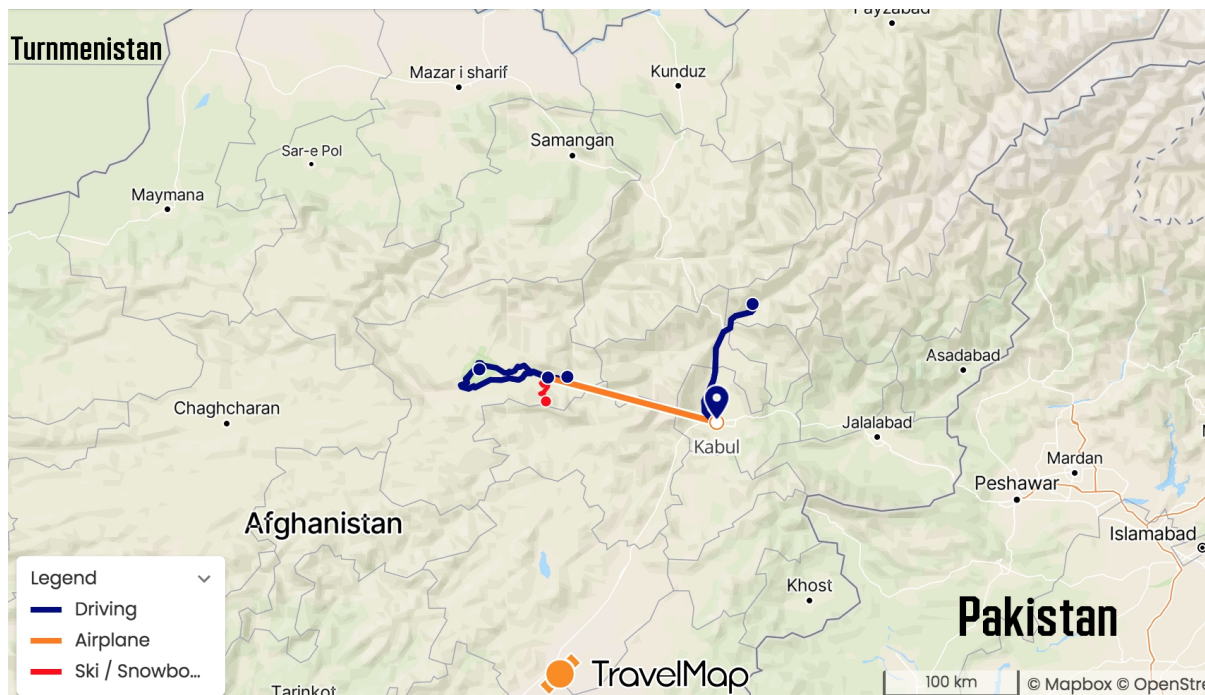 Fayzabad
Turnmenistan
Mazar i sharif
Kunduz
Samangan
Sar-e Pol
Maymana
Asadabad
Chaghcharan
Jalalabad
Kabul
Mardan
Peshawar
Afghanistan
Islamabad
Legend
Driving
Airplane
Ski / Snowbo...
Khost
Pakistan
TravelMap
Tarinkot
100 km
© Mapbox © OpenStre